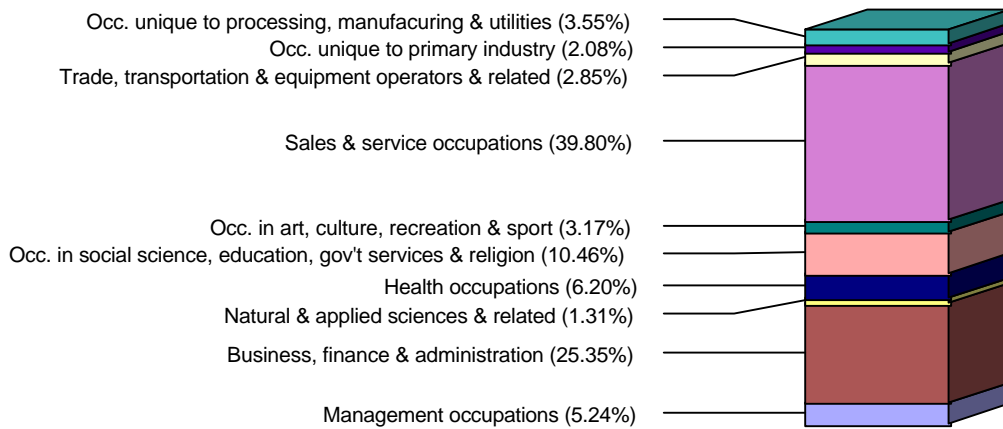 Occ. unique to processing, manufacuring & utilities (3.55%)
Occ. unique to primary industry (2.08%)
Trade, transportation & equipment operators & related (2.85%)
Sales & service occupations (39.80%)
Occ. in art, culture, recreation & sport (3.17%)
Occ. in social science, education, gov't services & religion (10.46%)
Health occupations (6.20%)
Natural & applied sciences & related (1.31%)
Business, finance & administration (25.35%)
Management occupations (5.24%)